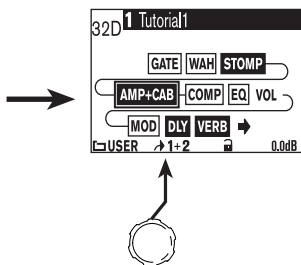 32D 1 Tutorial1
GATE WAH STOMP
AMP+CAB COMP EQ VOL
MOD DLY VERB
USER 1+2 0.0dB